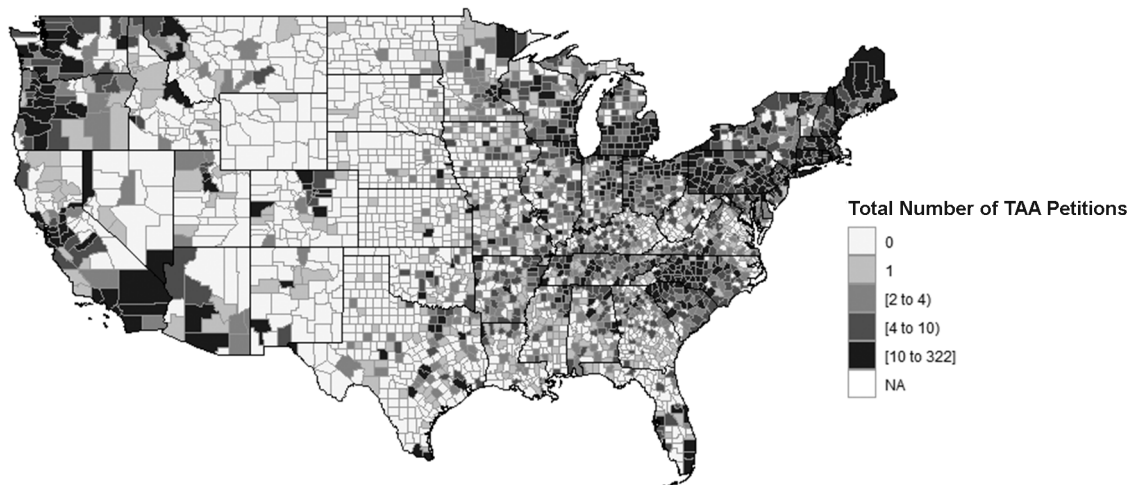 Total Number of TAA Petitions
0
1
[2 to 4)
[4 to 10)
[10 to 322]
NA